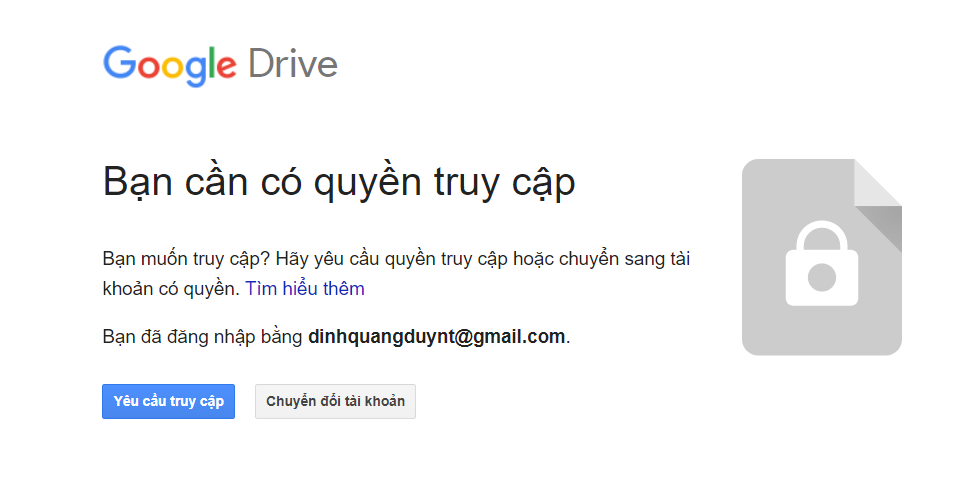 Google Drive
Bạn cần có quyền truy cập
Bạn muốn truy cập? Hãy yêu cầu quyền truy cập hoặc chuyển sang tài
khoản có quyền. Tìm hiểu thêm
Bạn đã đăng nhập bằng dinhquangduynt@gmail.com.
Yêu cầu truy cập
Chuyển đổi tài khoản